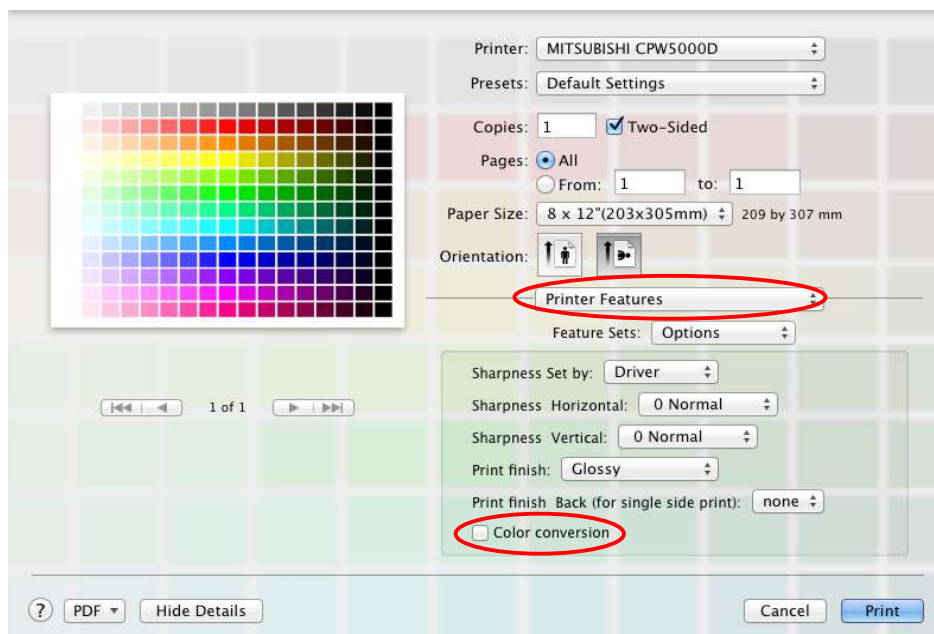 Printer: MITSUBISHI CPW5000D
Presets: Default Settings
Copies: 1 Two-Sided
Pages: All
From: 1 to: 1
Paper Size: 8 x 12"(203x305mm) 209 by 307 mm
Orientation:
Printer Features
Feature Sets: Options
Sharpness Set by: Driver
Sharpness Horizontal: 0 Normal
Sharpness Vertical: 0 Normal
Print finish: Glossy
Print finish Back (for single side print): none
Color conversion
1 of 1
? PDF Hide Details Cancel Print